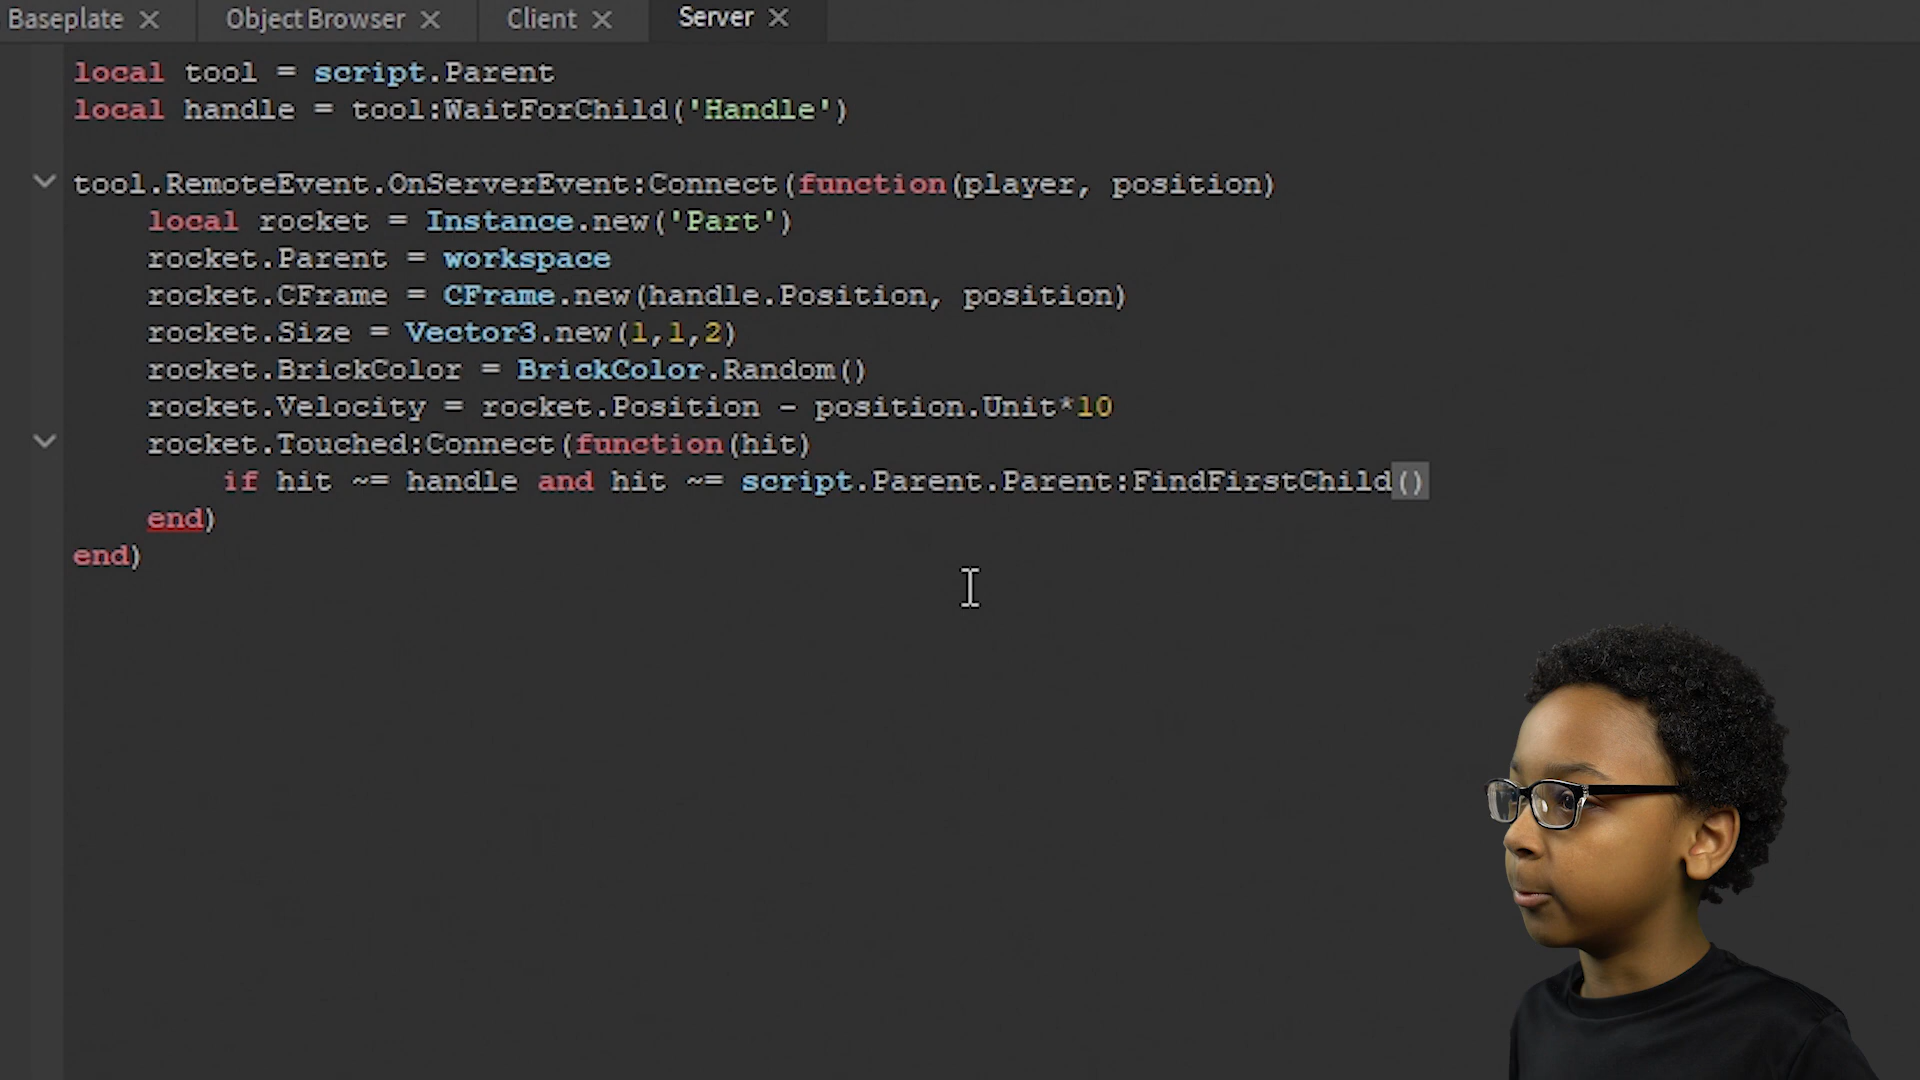 Baseplate Object Browser Client Server
local tool = script.Parent
local handle = tool:WaitForChild('Handle')
tool.RemoteEvent.OnServerEvent:Connect(function(player, position)
local rocket = Instance.new('Part')
rocket.Parent = workspace
rocket.CFrame = CFrame.new(handle.Position, position)
rocket.Size = Vector3.new(1,1,2)
rocket.BrickColor = BrickColor.Random()
rocket.Velocity = rocket.Position - position.Unit*10
rocket.Touched:Connect(function(hit)
if hit ~= handle and hit ~= script.Parent.Parent:FindFirstChild()
end)
end)